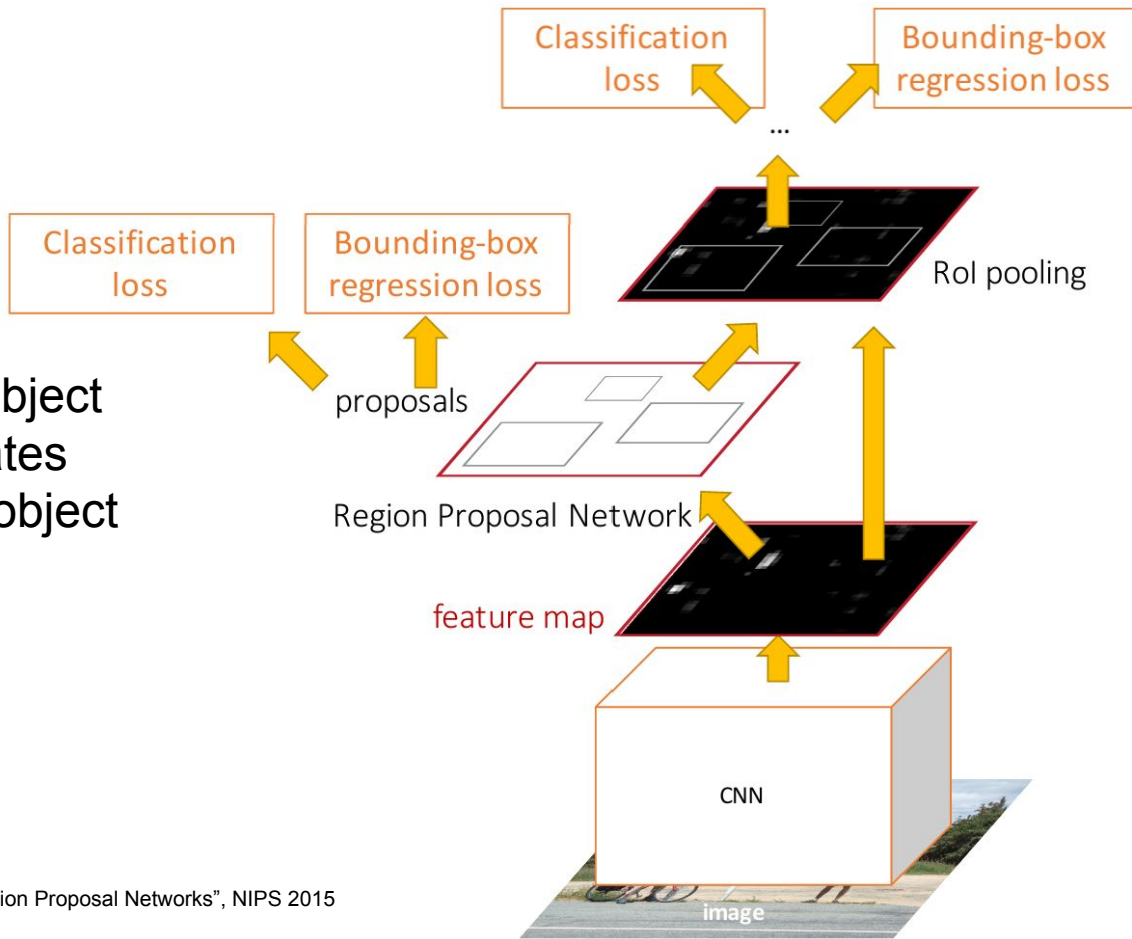 Classification
loss
Bounding-box
regression loss
...
Classification
loss
Bounding-box
regression loss
RoI pooling
proposals
bject
ates
object
Region Proposal Network
feature map
CNN
image
ion Proposal Networks”, NIPS 2015